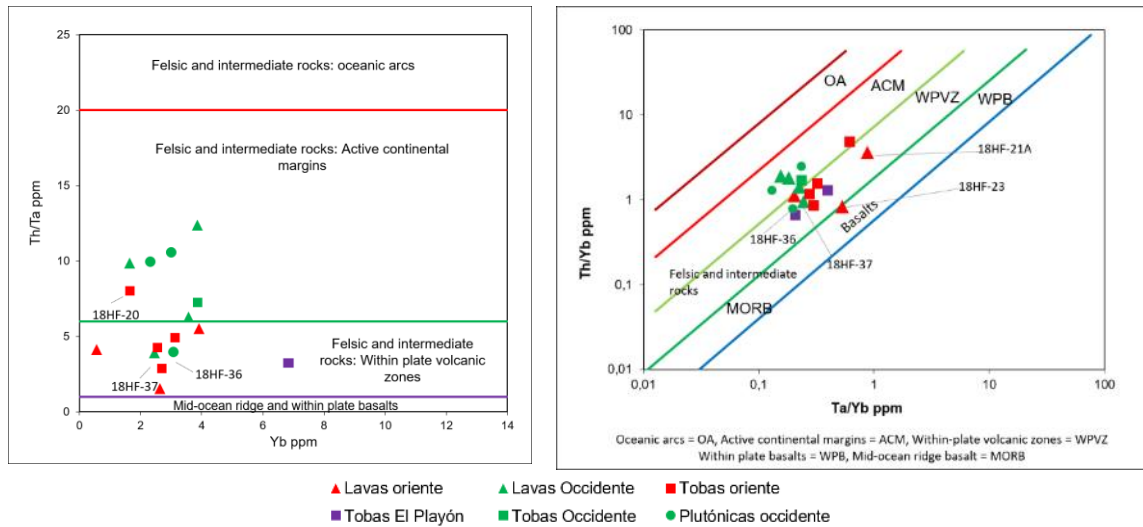 25
20
15
10
5
0
Th/Ta ppm
Felsic and intermediate rocks: oceanic arcs
Felsic and intermediate rocks: Active continental
margins
18HF-20
Felsic and intermediate
rocks: Within plate volcanic
zones
18HF-36
18HF-37
Mid-ocean ridge and within plate basalts
0 2 4 6 8 10 12 14
Yb ppm
100
10
1
0,1
0,01
Th/Yb ppm
OA
ACM
WPVZ
WPB
18HF-21A
18HF-23
Basalts
18HF-36
18HF-37
Felsic and intermediate
rocks
MORB
0,01 0,1 1 10 100
Ta/Yb ppm
Oceanic arcs = OA, Active continental margins = ACM, Within-plate volcanic zones = WPVZ
Within plate basalts = WPB, Mid-ocean ridge basalt = MORB
Lavas oriente Lavas Occidente Tobas oriente
Tobas El Playón Tobas Occidente Plutónicas occidente